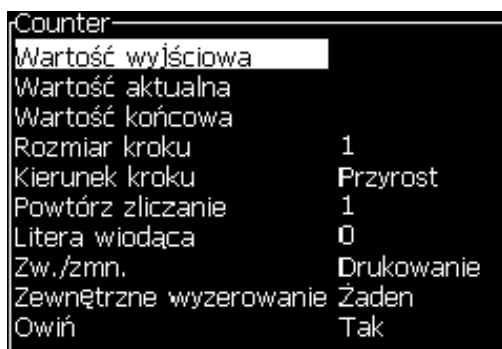 Counter
Wartość wyjściowa
Wartość aktualna
Wartość końcowa
Rozmiar kroku 1
Kierunek kroku Przyrost
Powtórz zliczanie 1
Litera wiodąca 0
Zw./zmn. Drukowanie
Zewnętrzne wyzerowanie Żaden
Owiń Tak